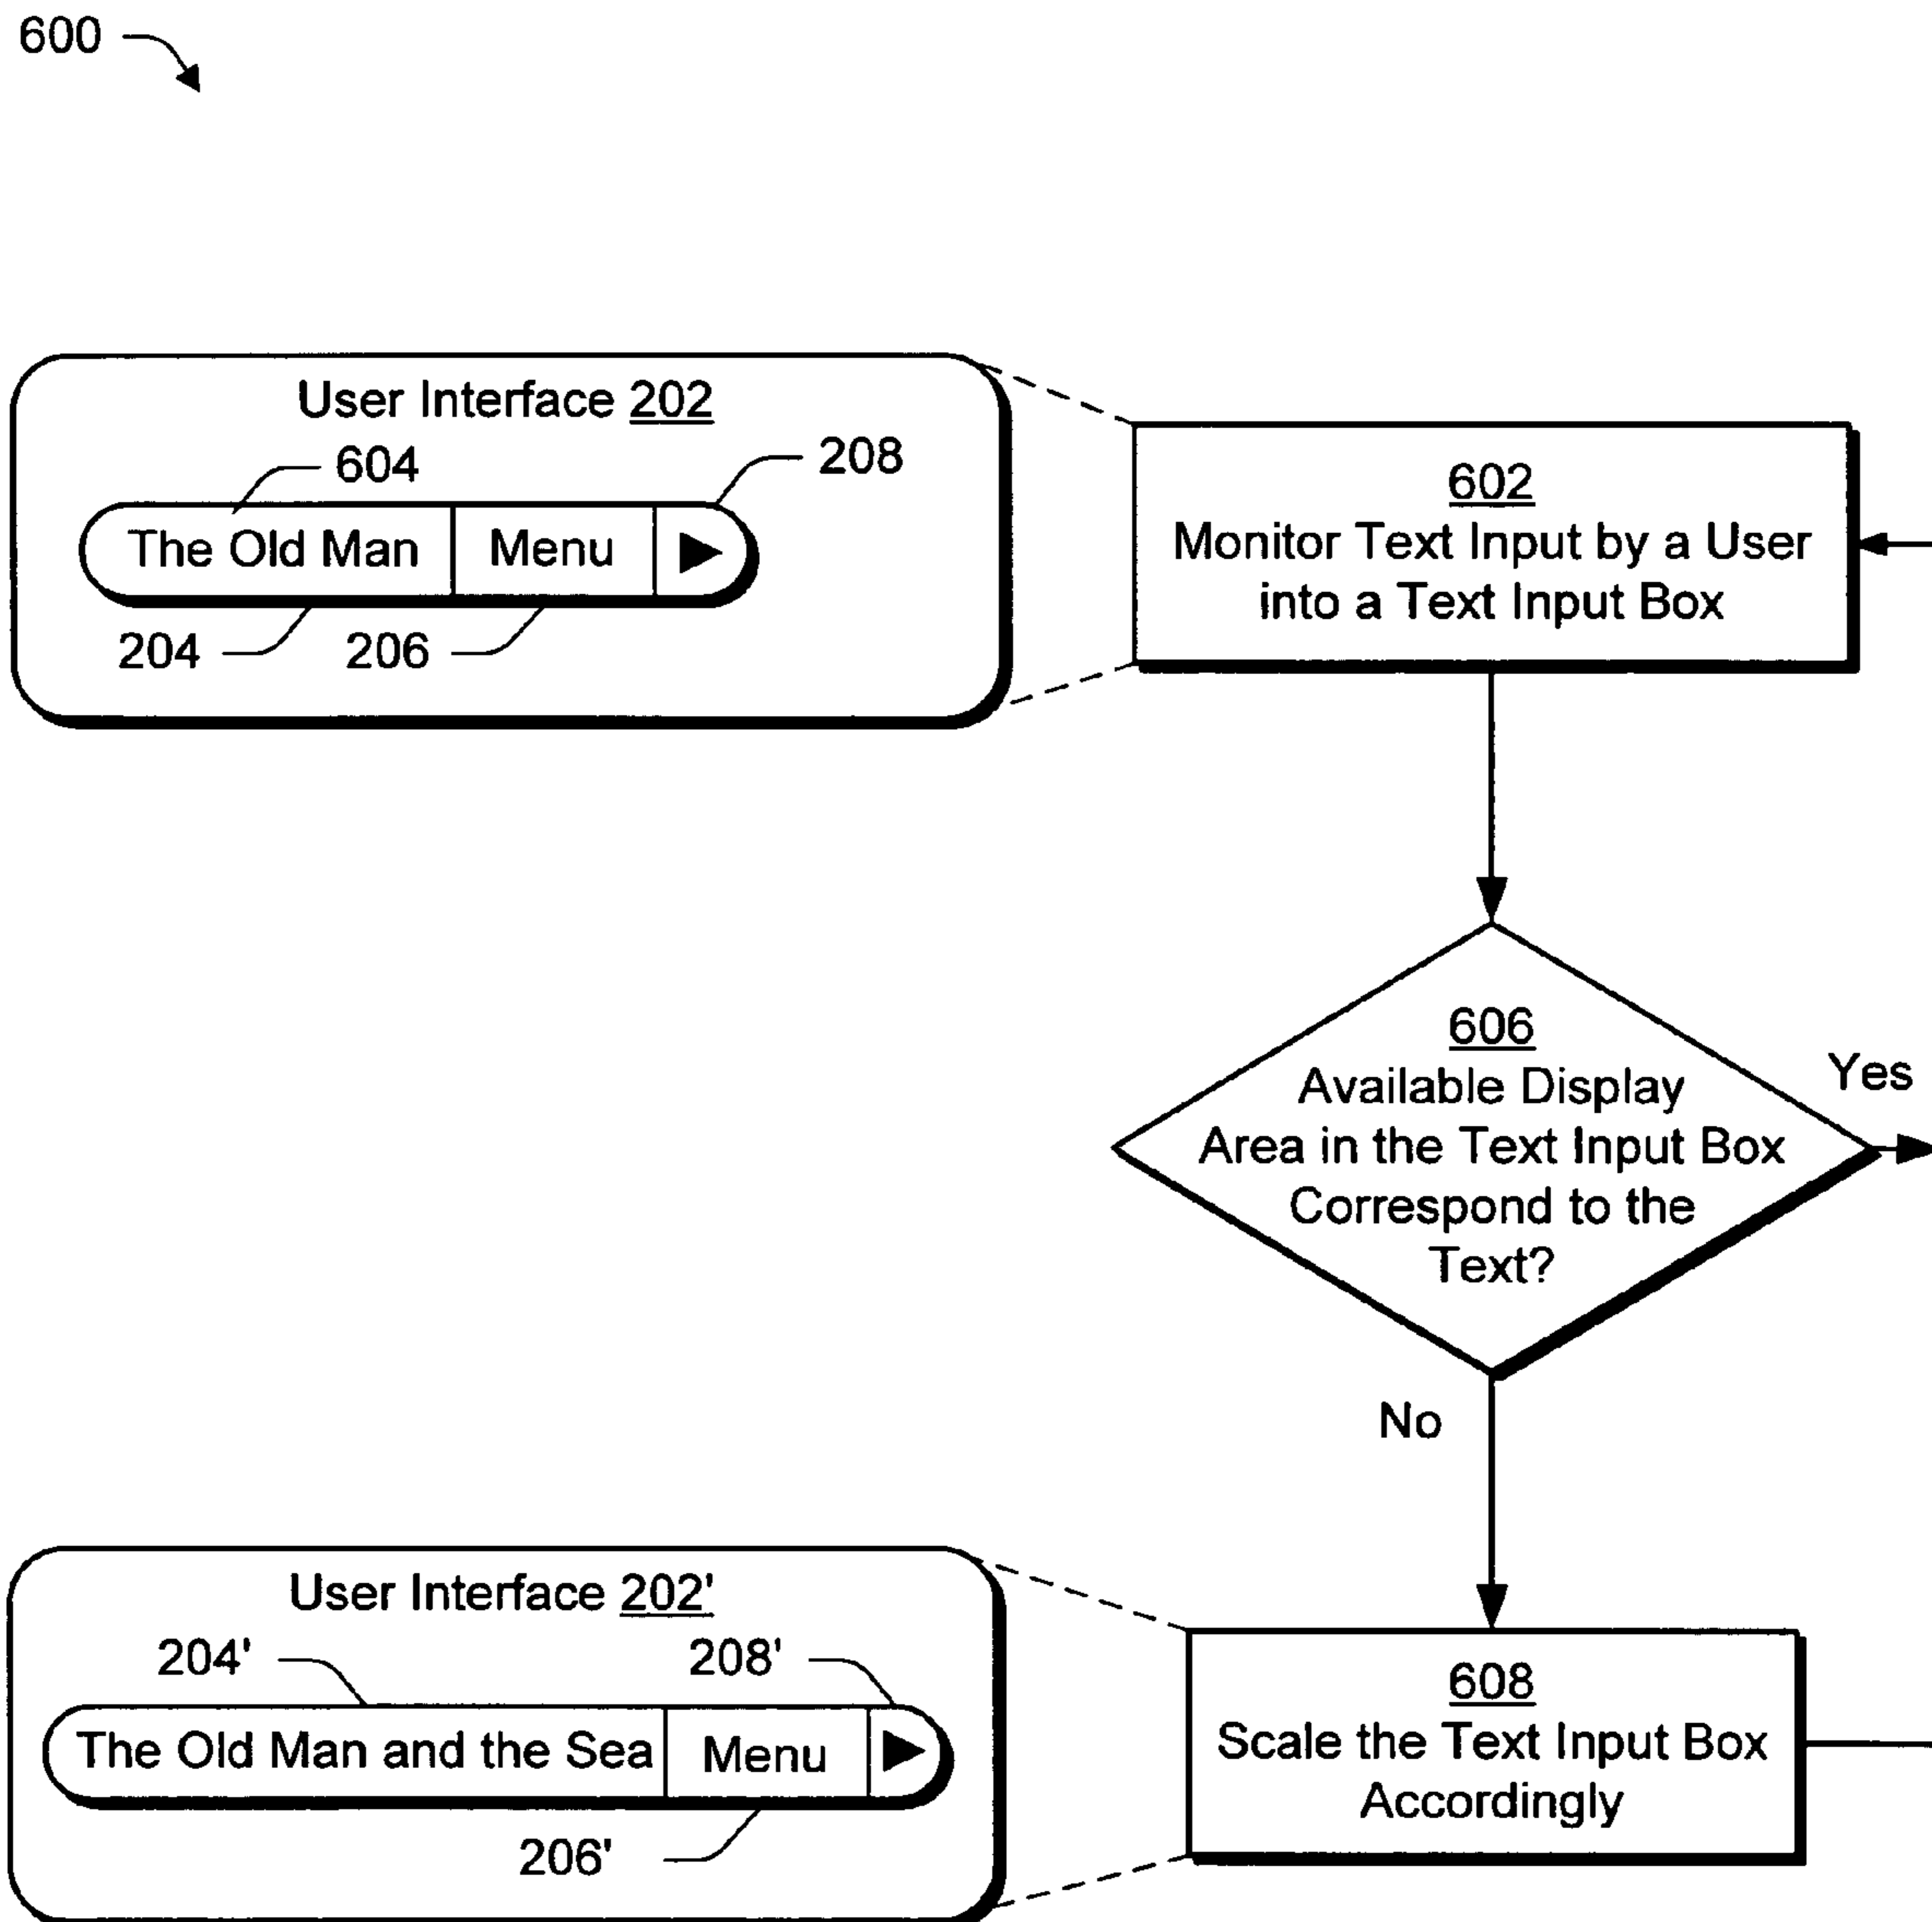 600
User Interface 202
604
208
The Old Man
Menu
204
206
602
Monitor Text Input by a User
into a Text Input Box
606
Available Display
Area in the Text Input Box
Correspond to the
Text?
Yes
No
User Interface 202'
204'
208'
The Old Man and the Sea
Menu
206'
608
Scale the Text Input Box
Accordingly